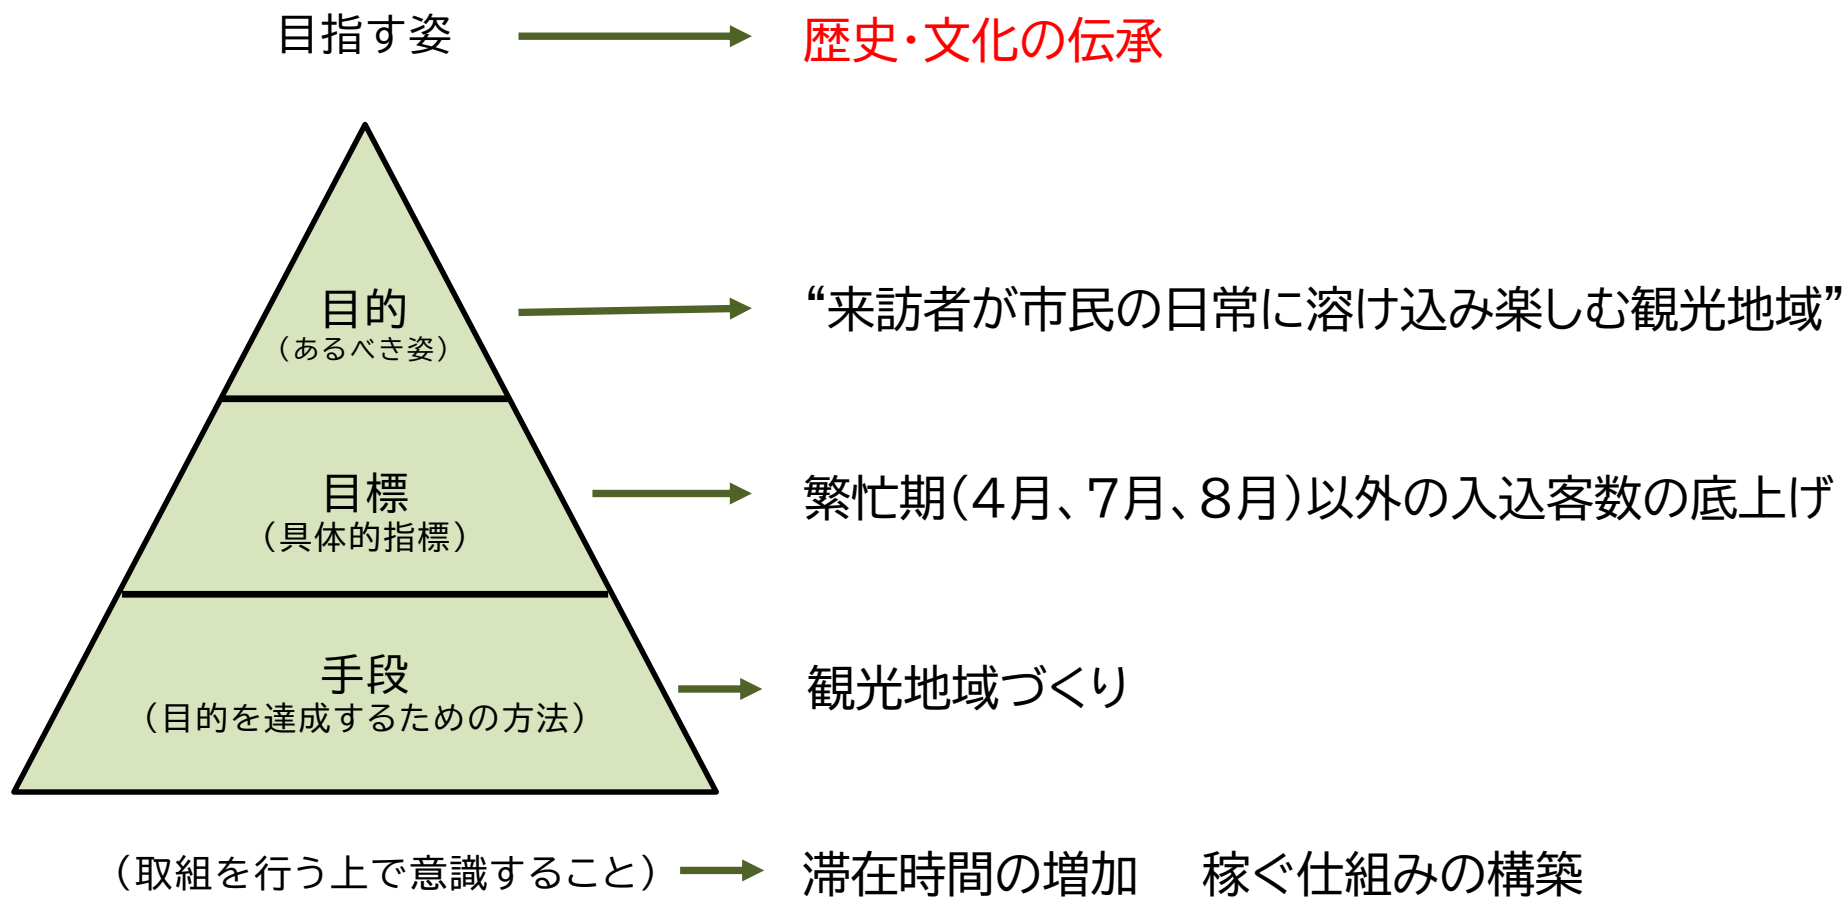 目指す姿
歴史・文化の伝承
目的
（あるべき姿）
“来訪者が市民の日常に溶け込み楽しむ観光地域”
目標
（具体的指標）
繁忙期（４月、７月、８月）以外の入込客数の底上げ
手段
（目的を達成するための方法）
観光地域づくり
（取組を行う上で意識すること）
滞在時間の増加　稼ぐ仕組みの構築